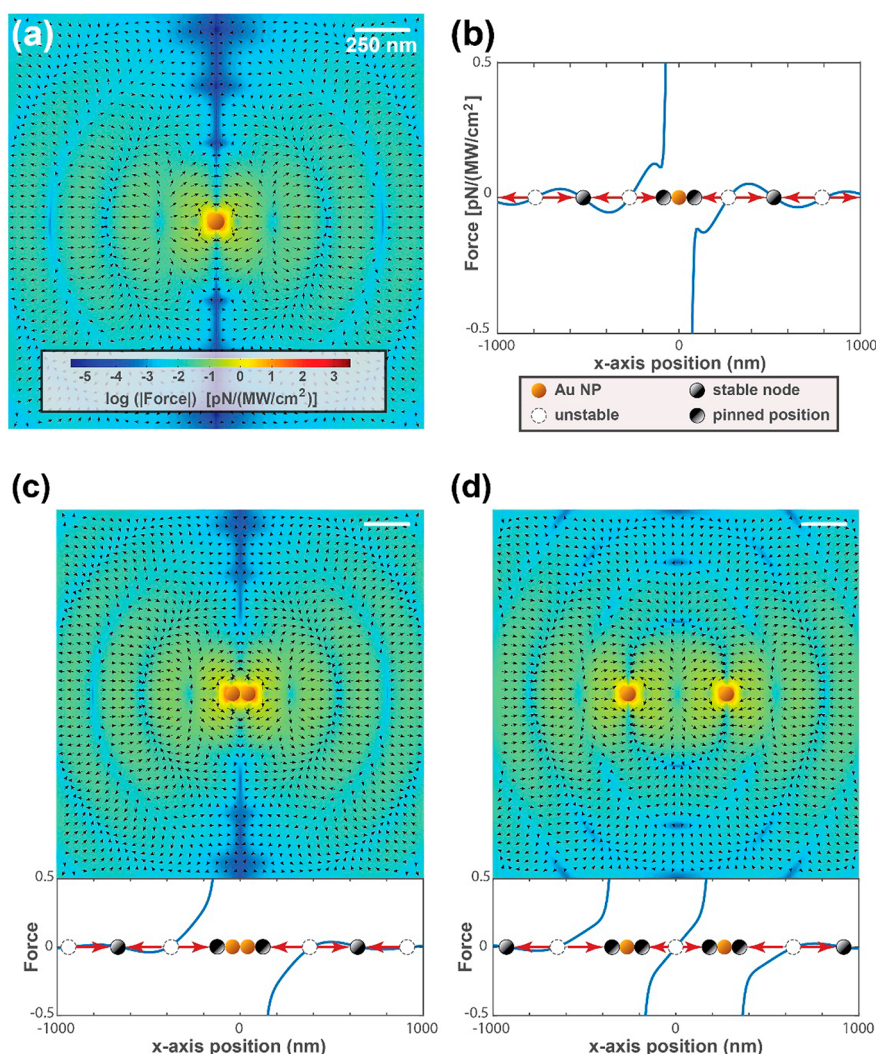 (a)
250 nm
-5 -4 -3 -2 -1 0 1 2 3
log (|Force|) [pN/(MW/cm²)]
(b)
Force [pN/(MW/cm²]
0.5
0
-0.5
-1000 0 1000
x-axis position (nm)
Au NP
stable node
unstable
pinned position
(c)
Force
0.5
0
-0.5
-1000 0 1000
x-axis position (nm)
(d)
Force
0.5
0
-0.5
-1000 0 1000
x-axis position (nm)